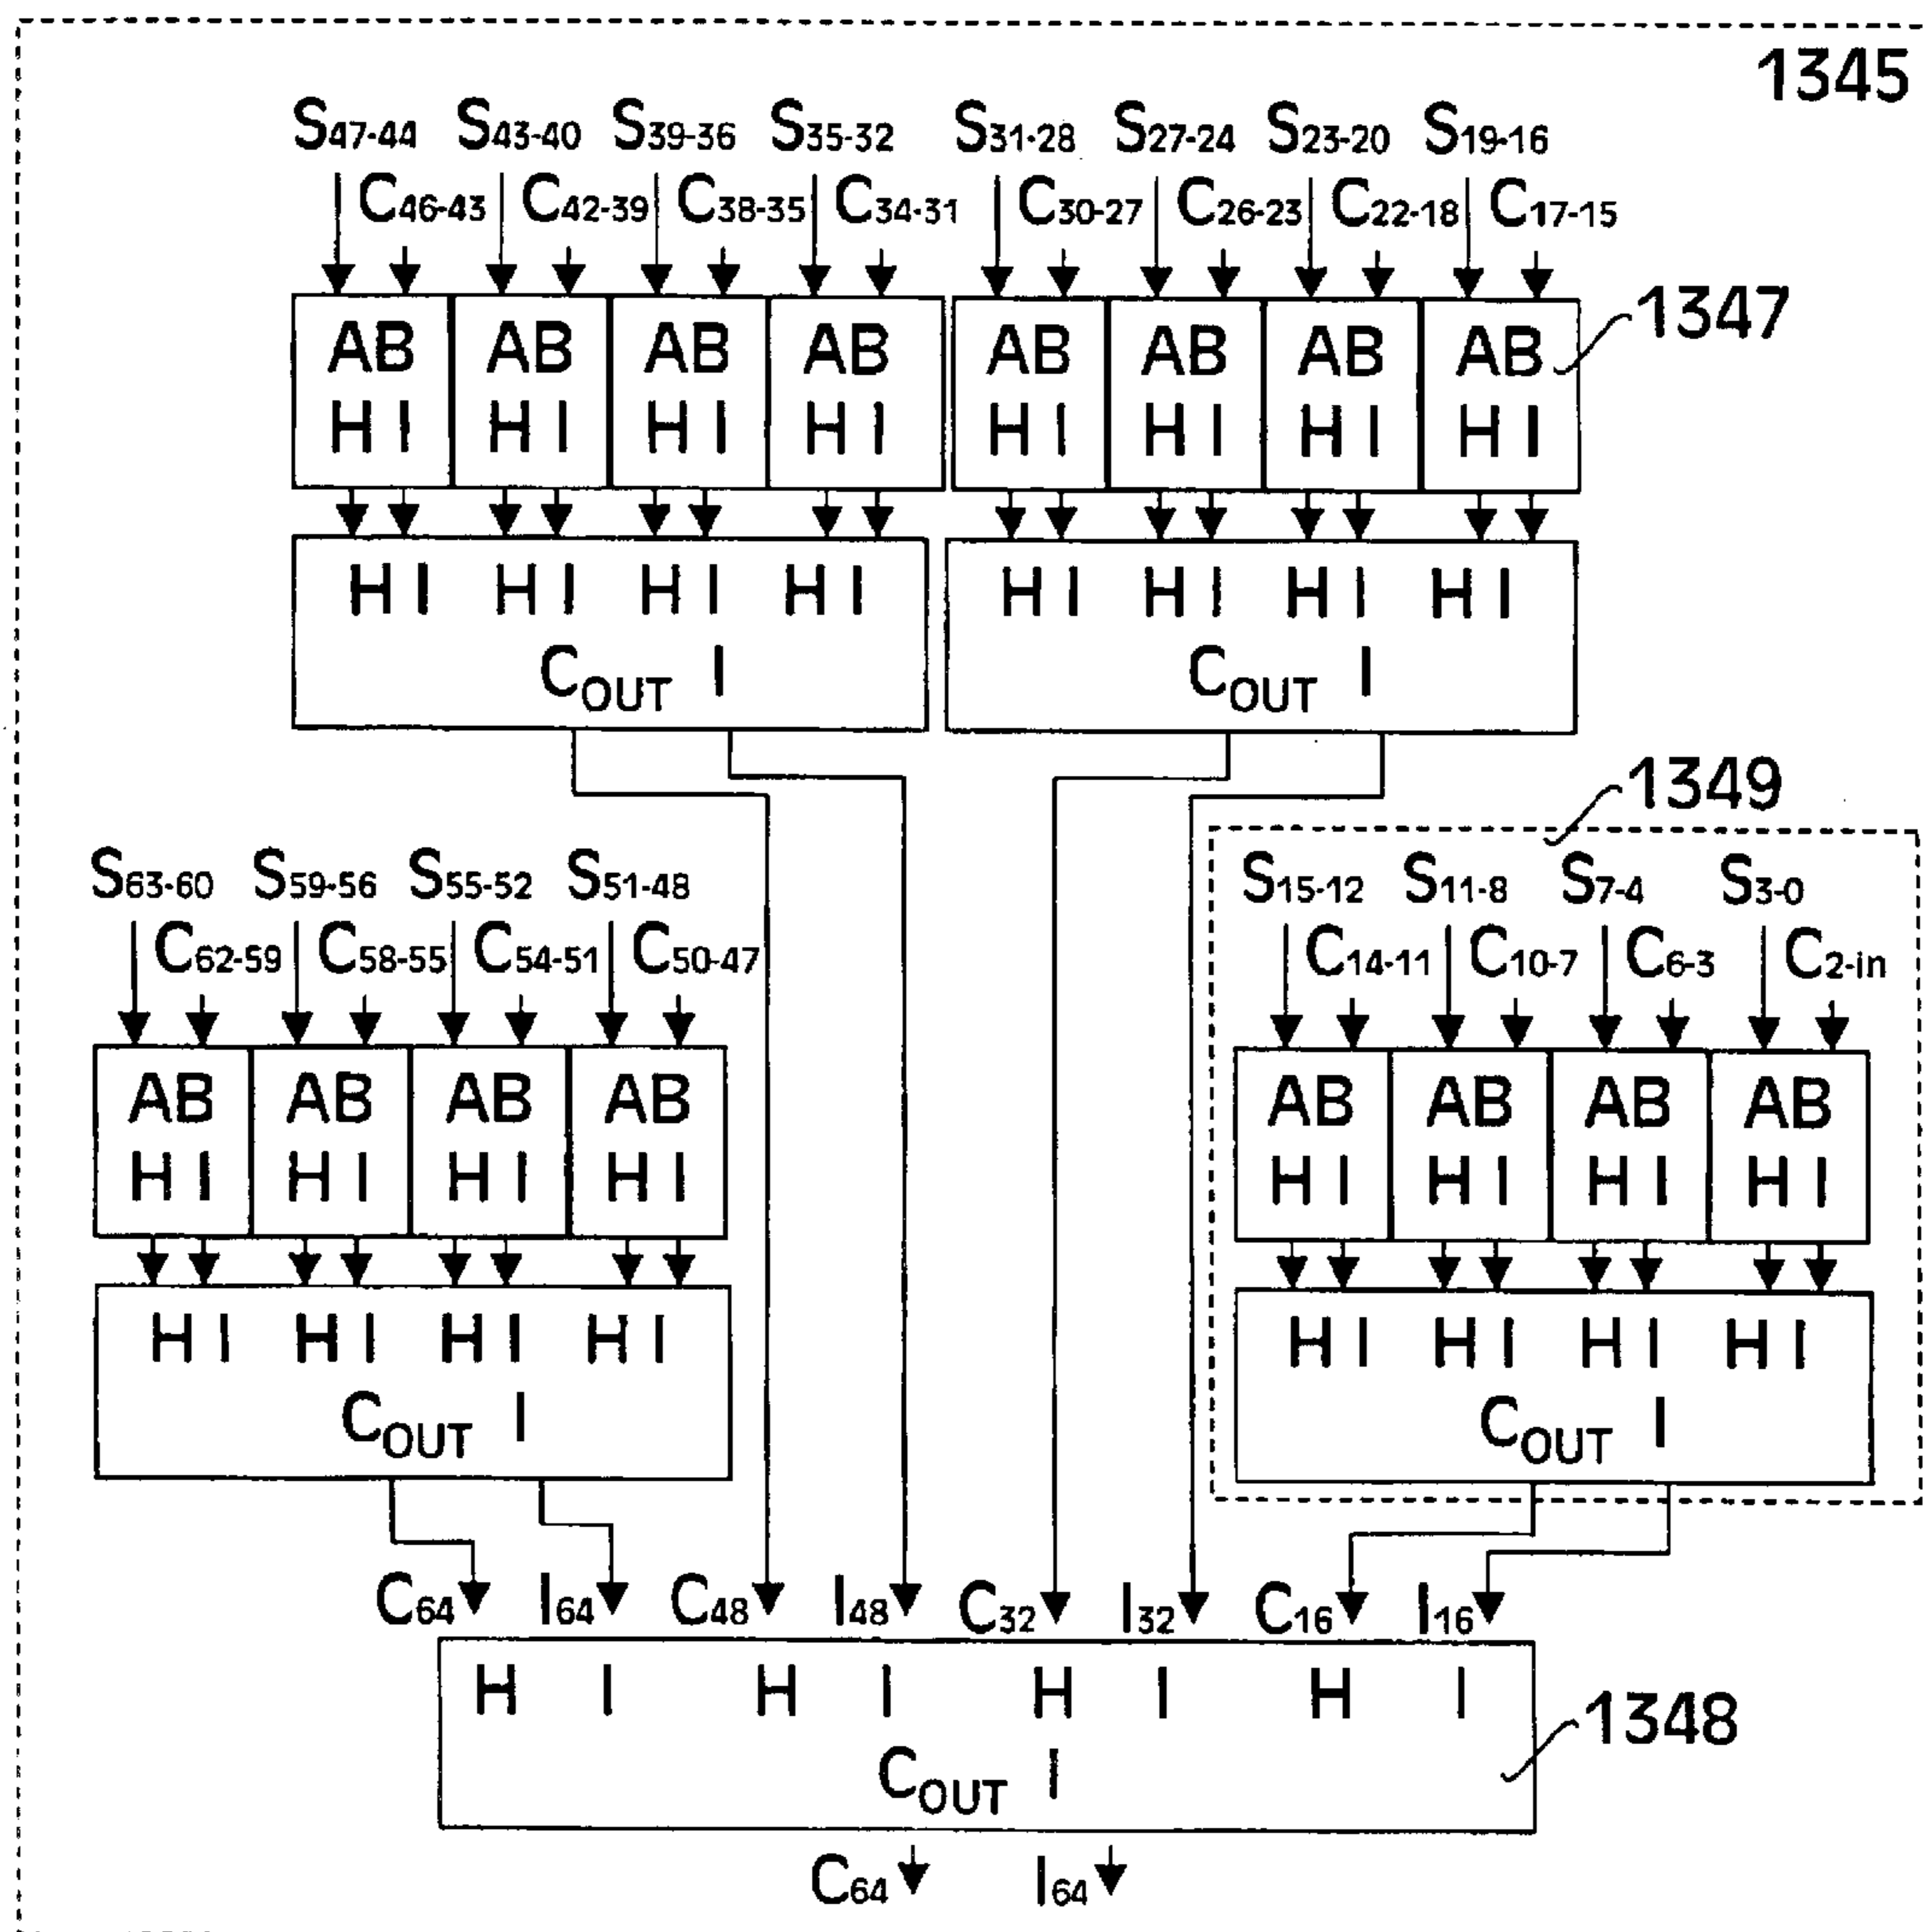 1345
S47-44 S43-40 S39-36 S35-32 S31-28 S27-24 S23-20 S19-16
C46-43 C42-39 C38-35 C34-31 C30-27 C26-23 C22-18 C17-15
1347
AB AB AB AB AB AB AB AB
H I H I H I H I H I H I H I H I
H I H I H I H I H I H I H I H I
COUT I COUT I
1349
S63-60 S59-56 S55-52 S51-48 S15-12 S11-8 S7-4 S3-0
C62-59 C58-55 C54-51 C50-47 C14-11 C10-7 C6-3 C2-in
AB AB AB AB AB AB AB AB
H I H I H I H I H I H I H I H I
H I H I H I H I H I H I H I H I
COUT I COUT I
C64 I64 C48 I48 C32 I32 C16 I16
H I H I H I H I
1348
COUT I
C64 I64